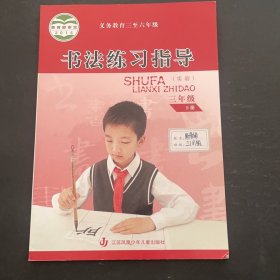 义务教育三至六年级
书法练习指导
SHUFA
（实验）
LIANXI ZHIDAO
三年级
下册
江苏凤凰少年儿童出版社